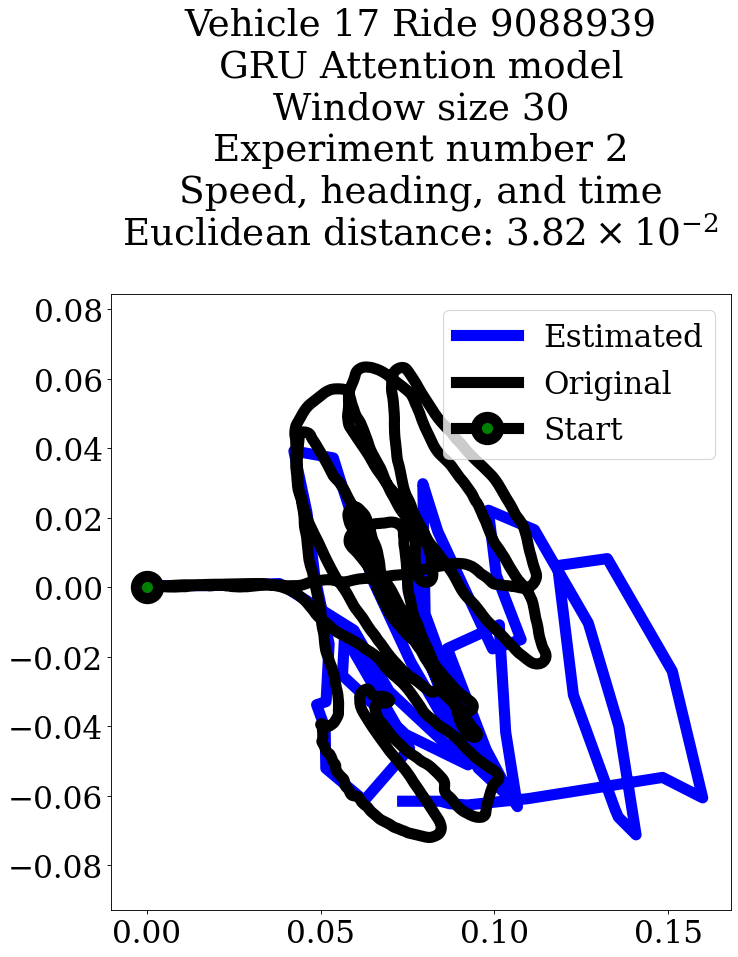 Vehicle 17 Ride 9088939
GRU Attention model
Window size 30
Experiment number 2
Speed, heading, and time
Euclidean distance: 3.82 × 10⁻²
Estimated
Original
Start
0.08
0.06
0.04
0.02
0.00
−0.02
−0.04
−0.06
−0.08
0.00 0.05 0.10 0.15